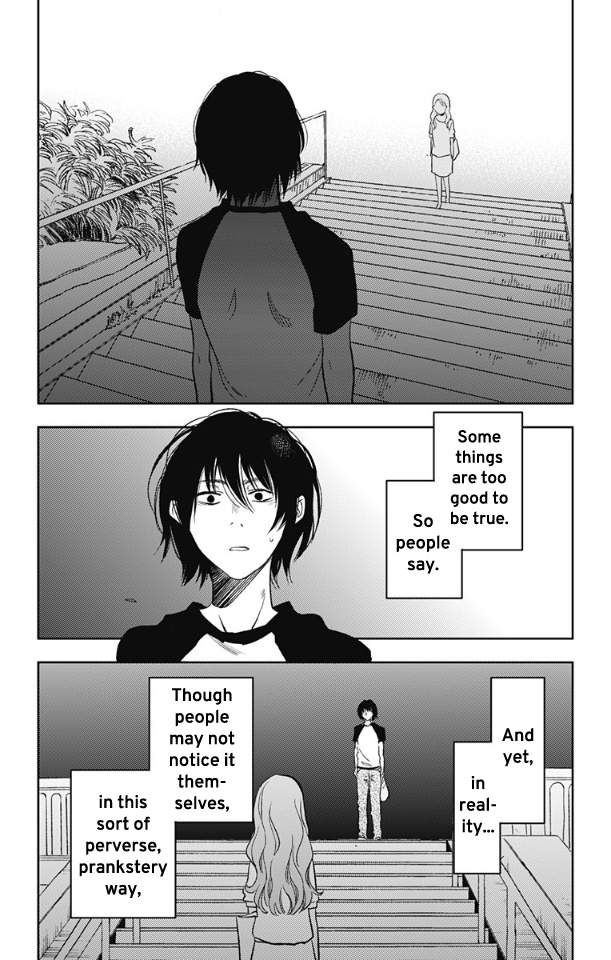 Some
things
are too
good to
be true.
So
people
say.
And
yet,
in
real-
ity...
Though
people
may not
notice it
them-
selves,
in this
sort of
perverse,
prankstery
way,